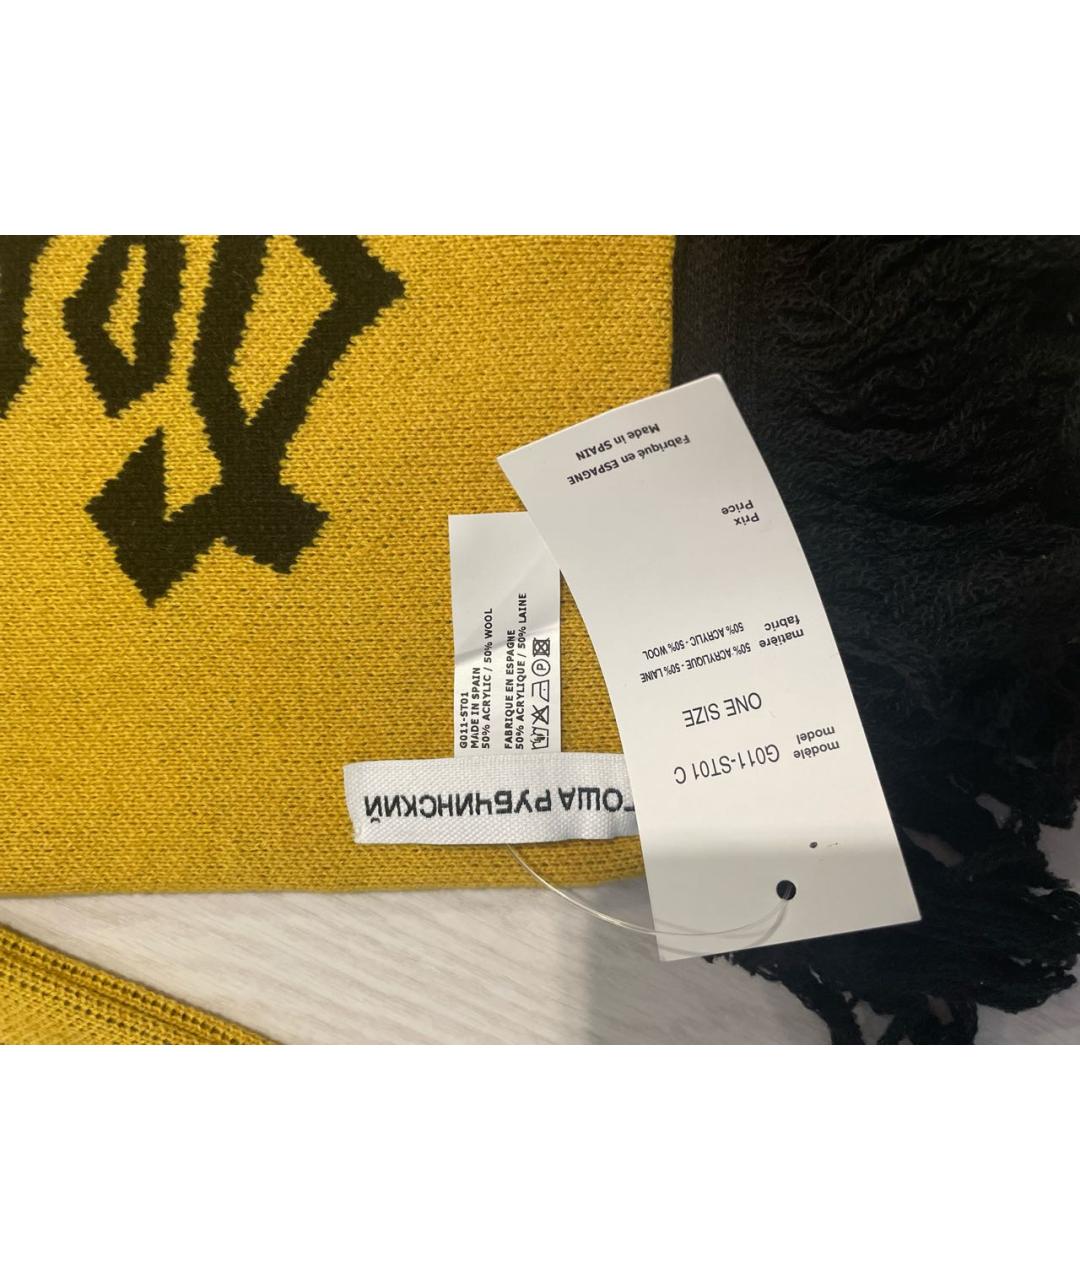 G011-ST01
MADE IN SPAIN
50% ACRYLIC / 50% WOOL
FABRIQUE EN ESPAGNE
50% ACRYLIQUE / 50% LAINE
ГОША РУБЧИНСКИЙ
modèle
model
G011-ST01 C
ONE SIZE
matière
fabric
50% ACRYLIQUE - 50% LAINE
50% ACRYLIC - 50% WOOL
Prix
Price
Fabriqué en ESPAGNE
Made in SPAIN